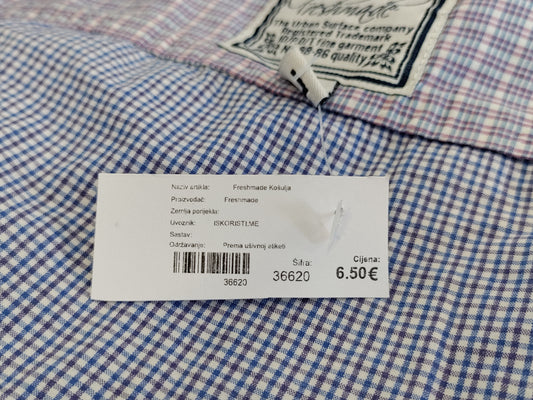 Freshmade
The Urban Surface company
Registered Trademark
fine garment
quality
Naziv artikla: Freshmade Košulja
Proizvođač: Freshmade
Zemlja porijekla:
Uvoznik: ISKORISTI.ME
Sastav:
Održavanje: Prema ušivnoj etiketi
Šifra: Cijena:
36620 36620 6.50€